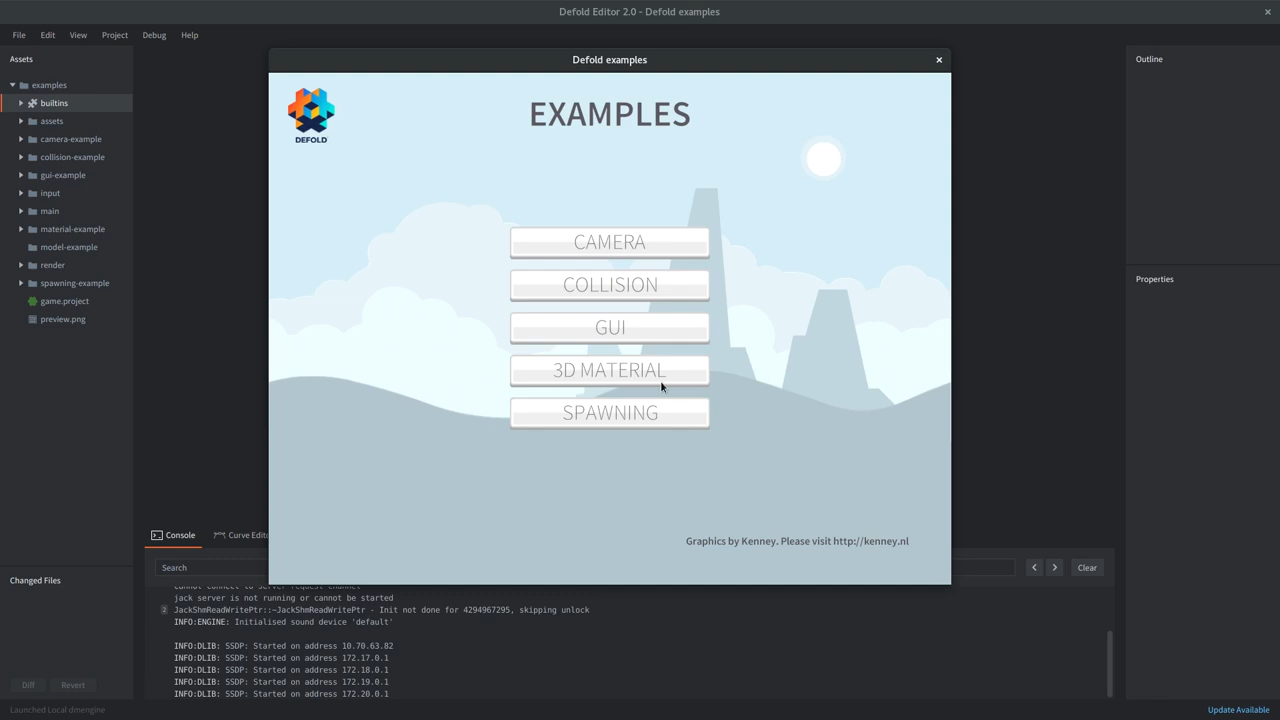 Defold Editor 2.0 - Defold examples
File Edit View Project Debug Help
Assets
examples
builtins
assets
camera-example
collision-example
gui-example
input
main
material-example
model-example
render
spawning-example
game.project
preview.png
Changed Files
Diff Revert
Defold examples
DEFOLD
EXAMPLES
CAMERA
COLLISION
GUI
3D MATERIAL
SPAWNING
Graphics by Kenney. Please visit http://kenney.nl
Console Curve Edito
Search
Clear
cannot connect to server request channel
jack server is not running or cannot be started
2 JackShmReadWritePtr::~JackShmReadWritePtr - Init not done for 4294967295, skipping unlock
INFO:ENGINE: Initialised sound device 'default'
INFO:DLIB: SSDP: Started on address 10.70.63.82
INFO:DLIB: SSDP: Started on address 172.17.0.1
INFO:DLIB: SSDP: Started on address 172.18.0.1
INFO:DLIB: SSDP: Started on address 172.19.0.1
INFO:DLIB: SSDP: Started on address 172.20.0.1
Outline
Properties
Launched Local dmengine
Update Available